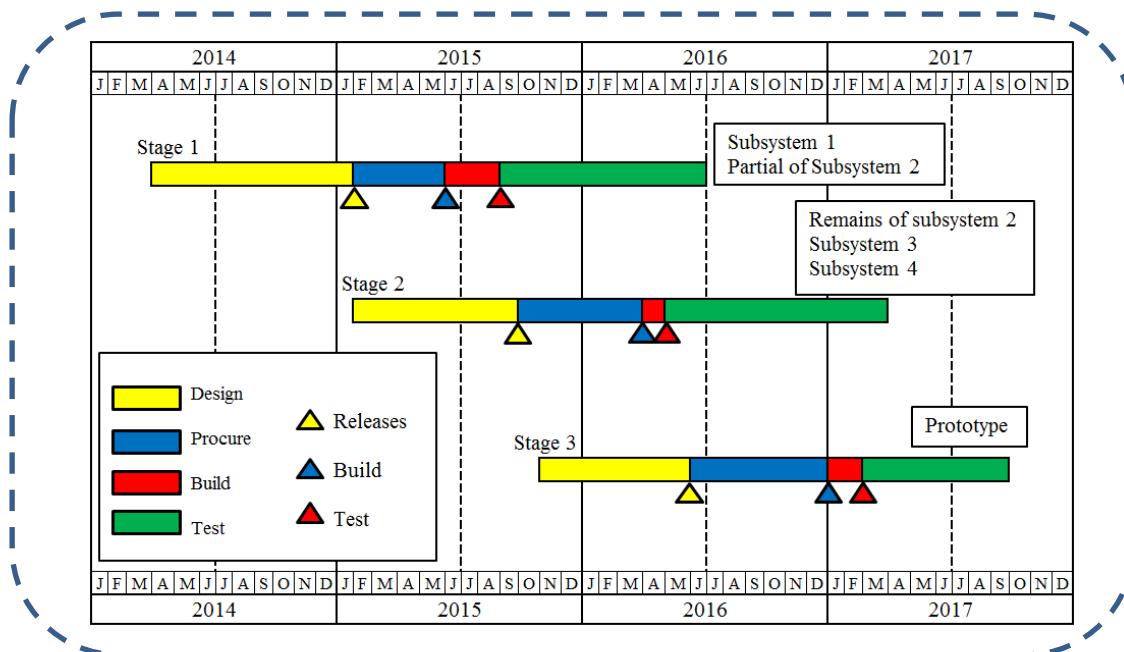 2014 2015 2016 2017
J F M A M J J A S O N D J F M A M J J A S O N D J F M A M J J A S O N D J F M A M J J A S O N D
Stage 1
Subsystem 1
Partial of Subsystem 2
Remains of subsystem 2
Subsystem 3
Subsystem 4
Stage 2
Design
Procure
Build
Test
Releases
Build
Test
Prototype
Stage 3
J F M A M J J A S O N D J F M A M J J A S O N D J F M A M J J A S O N D J F M A M J J A S O N D
2014 2015 2016 2017